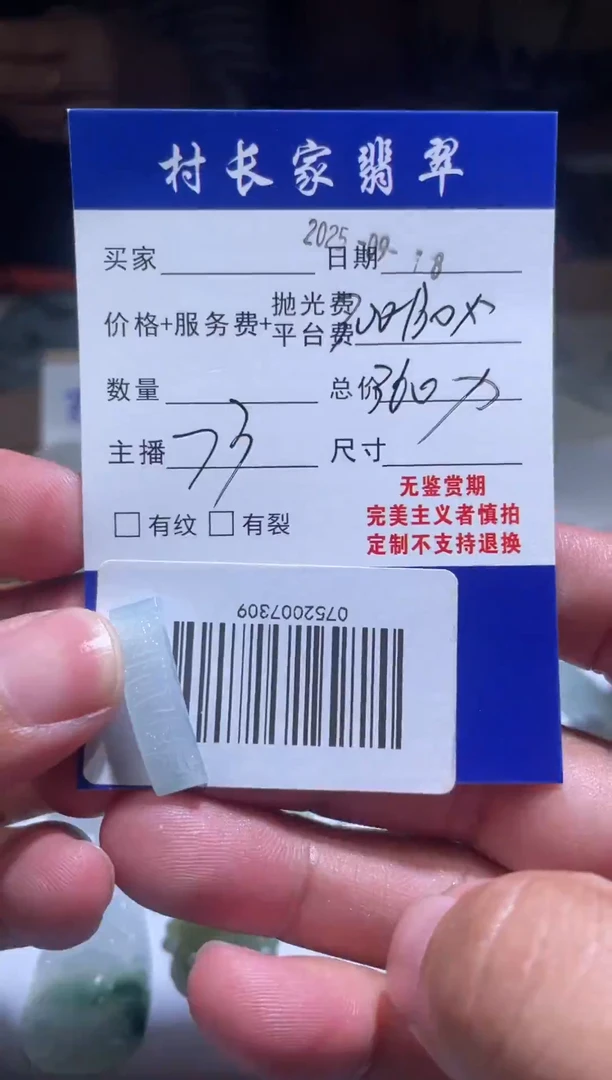 村长家翡翠
买家 日期 2025-09-18
价格+服务费+抛光费
平台费
数量 总价 360
主播 尺寸
无鉴赏期
完美主义者慎拍
定制不支持退换
□ 有纹 □ 有裂
0752007309